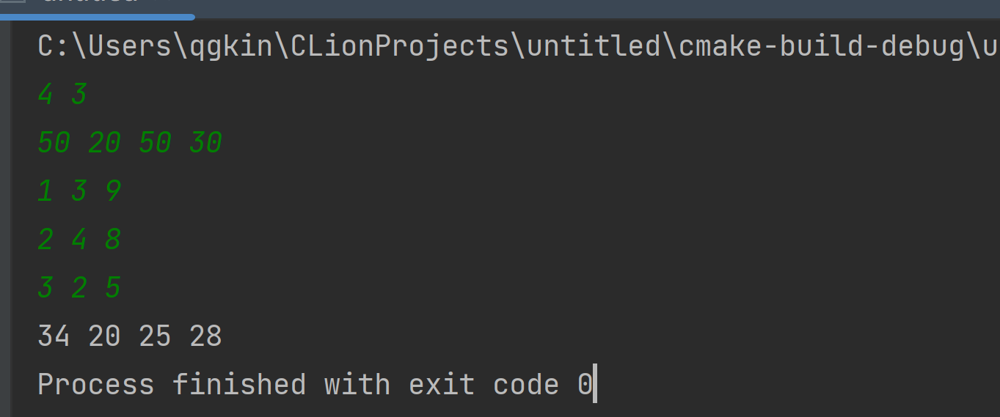 C:\Users\qgkin\CLionProjects\untitled\cmake-build-debug\u
4 3
50 20 50 30
1 3 9
2 4 8
3 2 5
34 20 25 28
Process finished with exit code 0